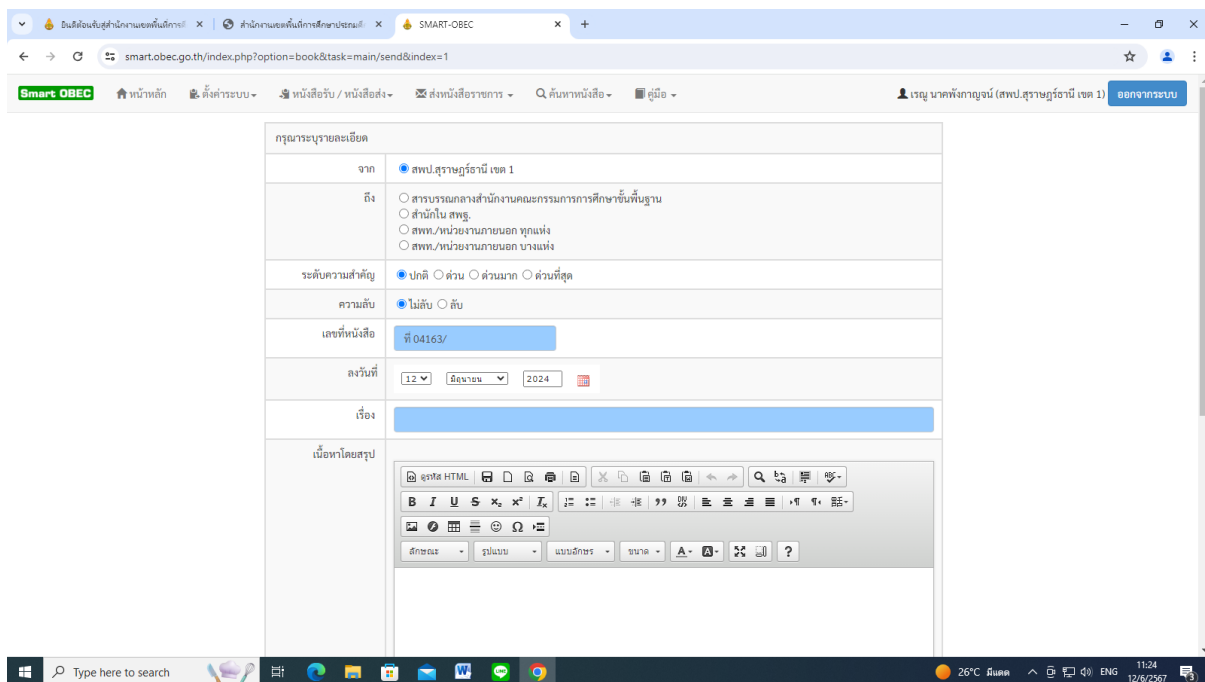 อินดีต้อนรับสู่สำนักงานเขตพื้นที่การ
สำนักงานเขตพื้นที่การศึกษาประถมศึ
SMART-OBEC
smart.obec.go.th/index.php?option=book&task=main/send&index=1
Smart OBEC หน้าหลัก ตั้งค่าระบบ หนังสือรับ / หนังสือส่ง ส่งหนังสือราชการ ค้นหาหนังสือ คู่มือ เรณู นาคพังกาญจน์ (สพป.สุราษฎร์ธานี เขต 1) ออกจากระบบ
กรุณาระบุรายละเอียด
จาก สพป.สุราษฎร์ธานี เขต 1
ถึง สารบรรณกลางสำนักงานคณะกรรมการการศึกษาขั้นพื้นฐาน
สำนักใน สพฐ.
สพท./หน่วยงานภายนอก ทุกแห่ง
สพท./หน่วยงานภายนอก บางแห่ง
ระดับความสำคัญ ปกติ ด่วน ด่วนมาก ด่วนที่สุด
ความลับ ไม่ลับ ลับ
เลขที่หนังสือ ที่ 04163/
ลงวันที่ 12 มิถุนายน 2024
เรื่อง
เนื้อหาโดยสรุป
ดูรหัส HTML
ลักษณะ รูปแบบ แบบอักษร ขนาด
Type here to search 26°C มีแดด ENG 11:24
12/6/2567